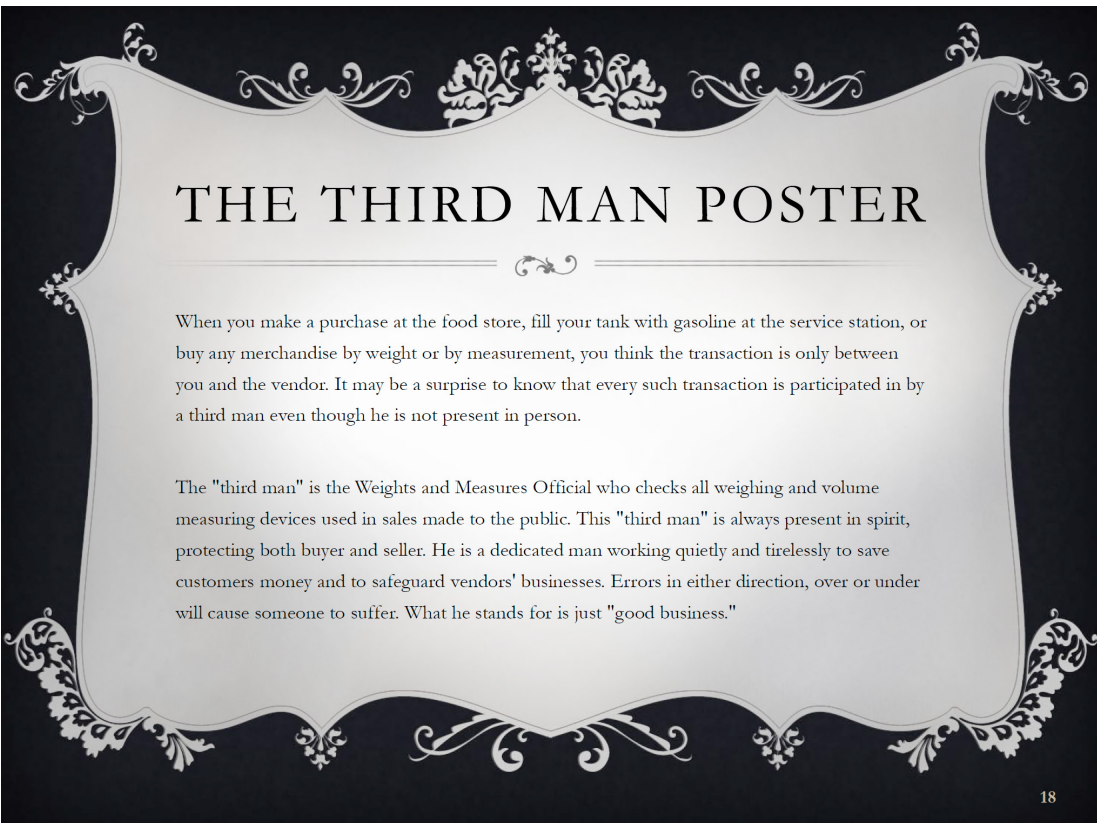 THE THIRD MAN POSTER
When you make a purchase at the food store, fill your tank with gasoline at the service station, or
buy any merchandise by weight or by measurement, you think the transaction is only between
you and the vendor. It may be a surprise to know that every such transaction is participated in by
a third man even though he is not present in person.
The "third man" is the Weights and Measures Official who checks all weighing and volume
measuring devices used in sales made to the public. This "third man" is always present in spirit,
protecting both buyer and seller. He is a dedicated man working quietly and tirelessly to save
customers money and to safeguard vendors' businesses. Errors in either direction, over or under
will cause someone to suffer. What he stands for is just "good business."
18